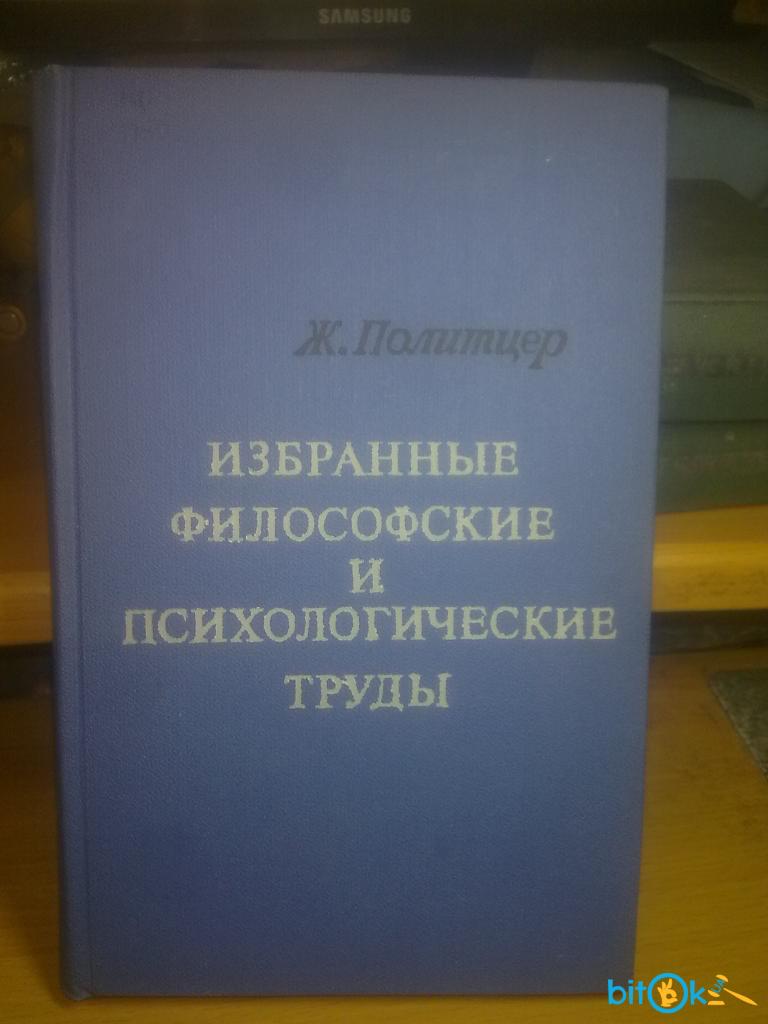 SAMSUNG
Ж. Политцер
ИЗБРАННЫЕ
ФИЛОСОФСКИЕ
И
ПСИХОЛОГИЧЕСКИЕ
ТРУДЫ
bitOk